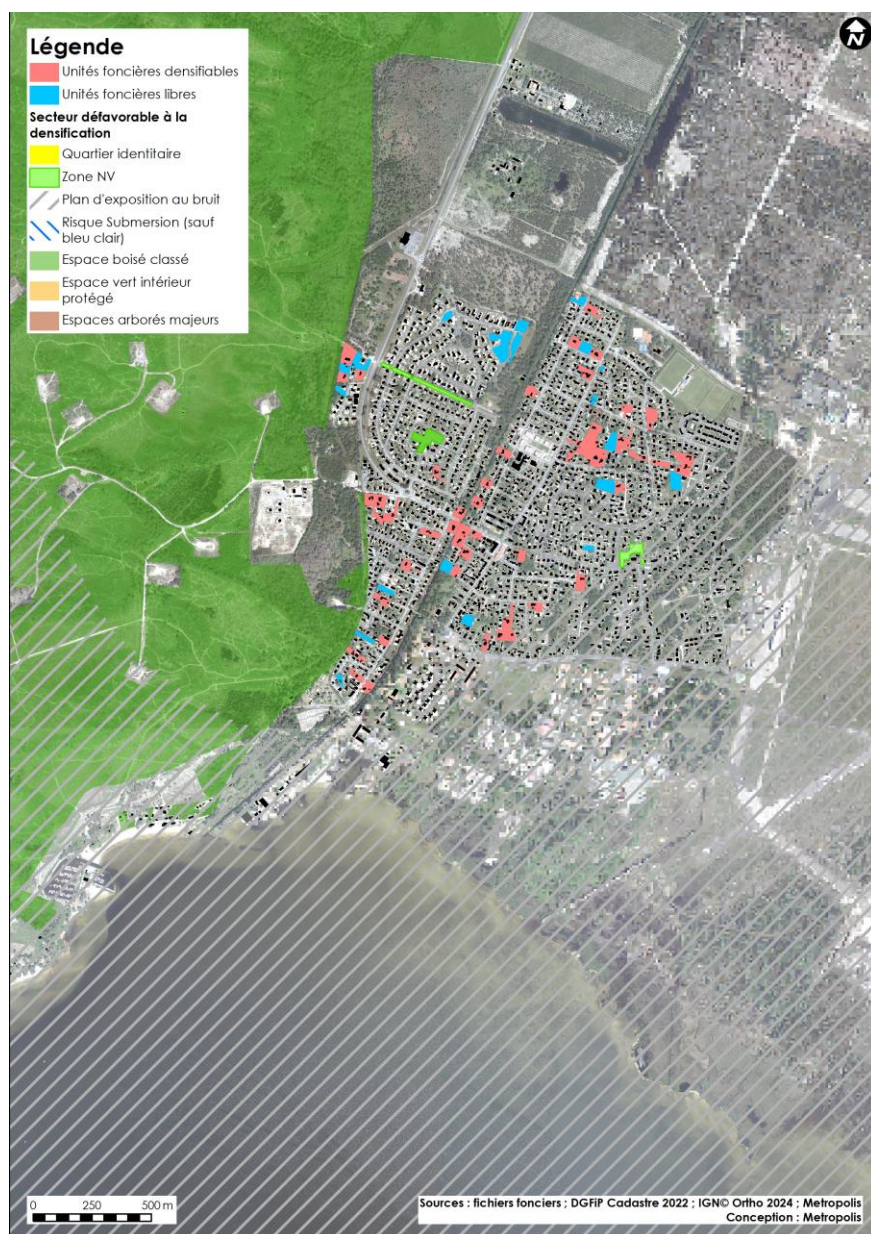 N
Légende
Unités foncières densifiables
Unités foncières libres
Secteur défavorable à la
densification
Quartier identitaire
Zone NV
Plan d'exposition au bruit
Risque Submersion (sauf
bleu clair)
Espace boisé classé
Espace vert intérieur
protégé
Espaces arborés majeurs
0 250 500 m
Sources : fichiers fonciers ; DGFiP Cadastre 2022 ; IGN© Ortho 2024 ; Metropolis
Conception : Metropolis